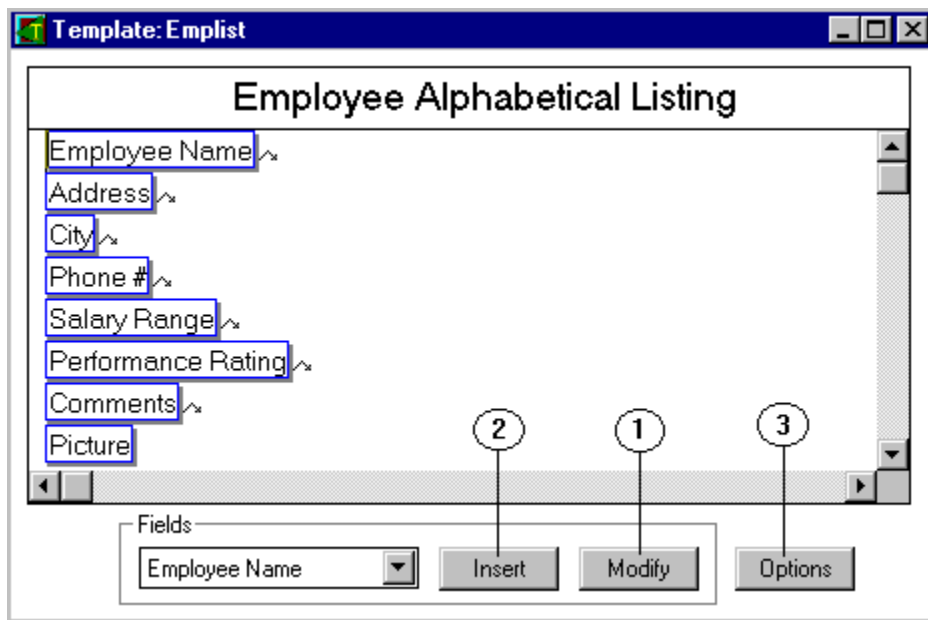 Template: Emplist
Employee Alphabetical Listing
Employee Name
Address
City
Phone #
Salary Range
Performance Rating
Comments
Picture
2 1 3
Fields
Employee Name Insert Modify Options